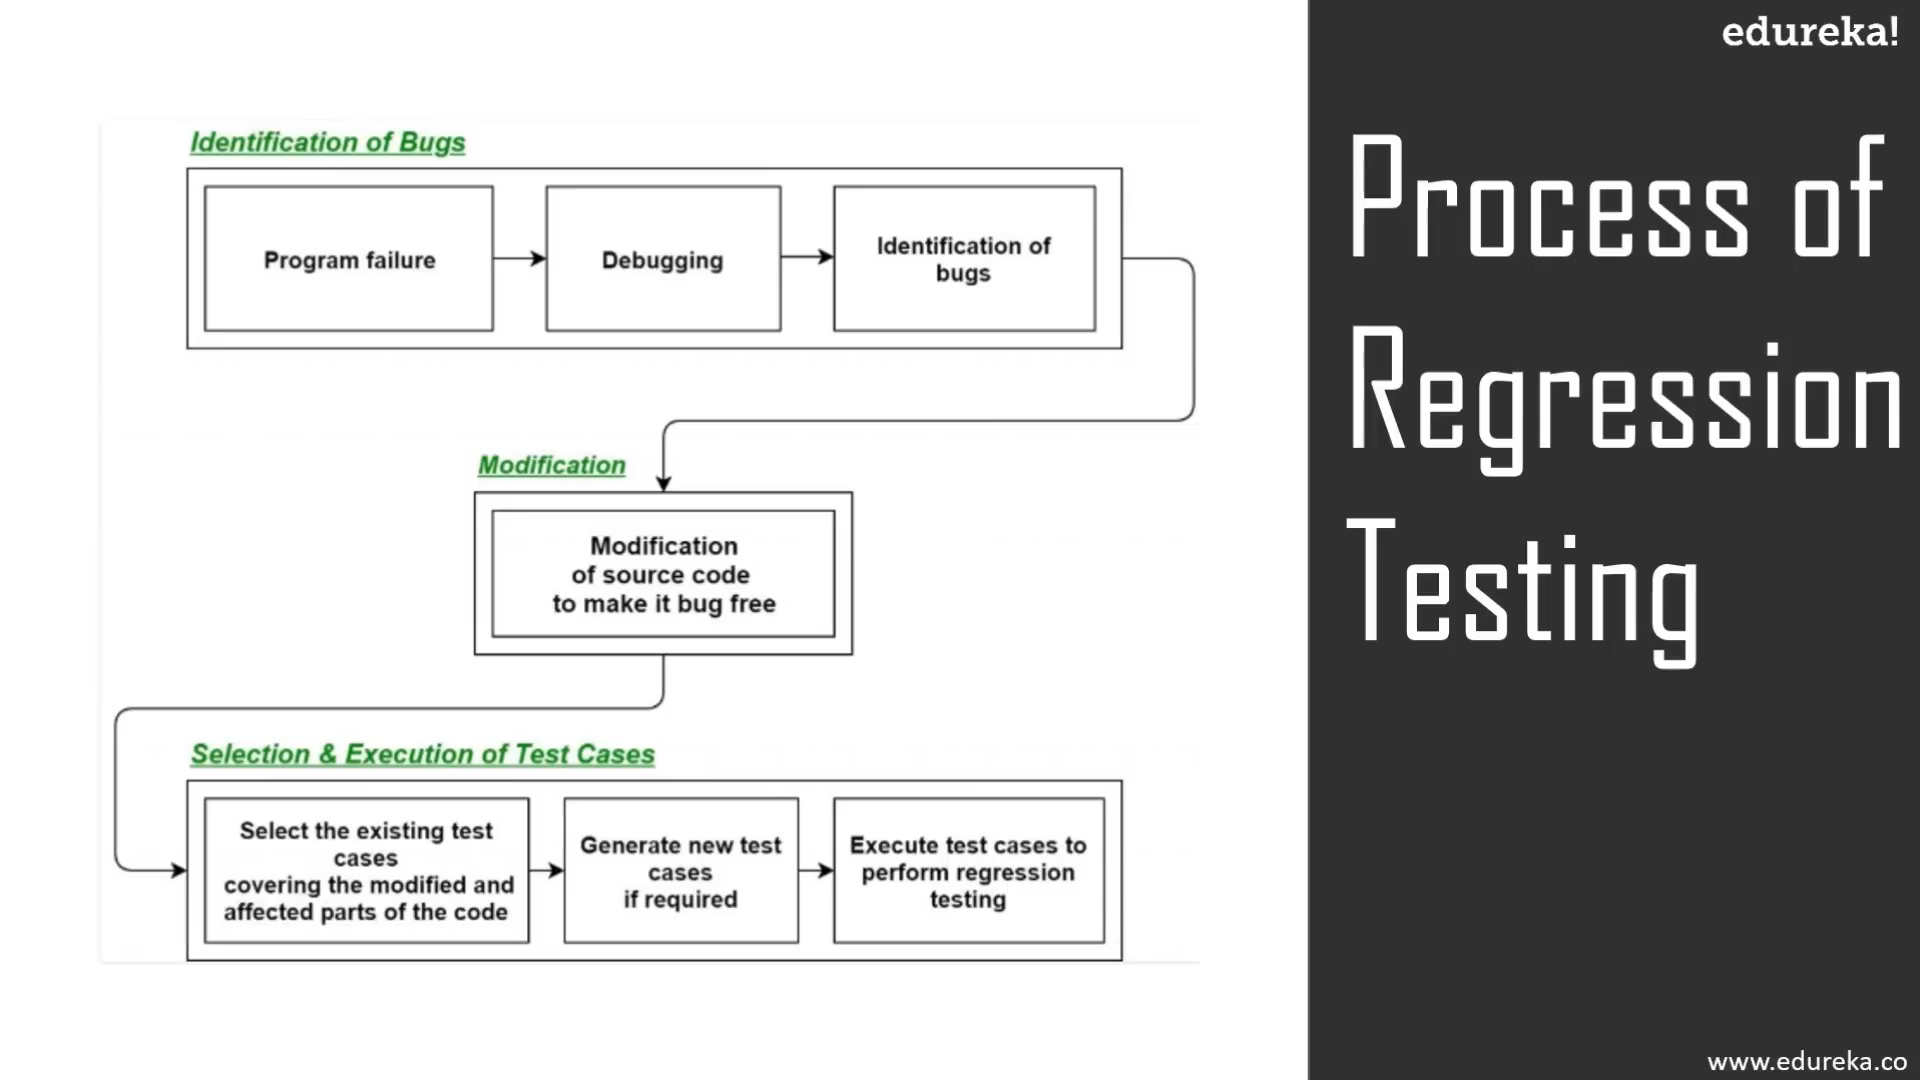 edureka!
Process of
Regression
Testing
Identification of Bugs
Program failure
Debugging
Identification of
bugs
Modification
Modification
of source code
to make it bug free
Selection & Execution of Test Cases
Select the existing test
cases
covering the modified and
affected parts of the code
Generate new test
cases
if required
Execute test cases to
perform regression
testing
www.edureka.co